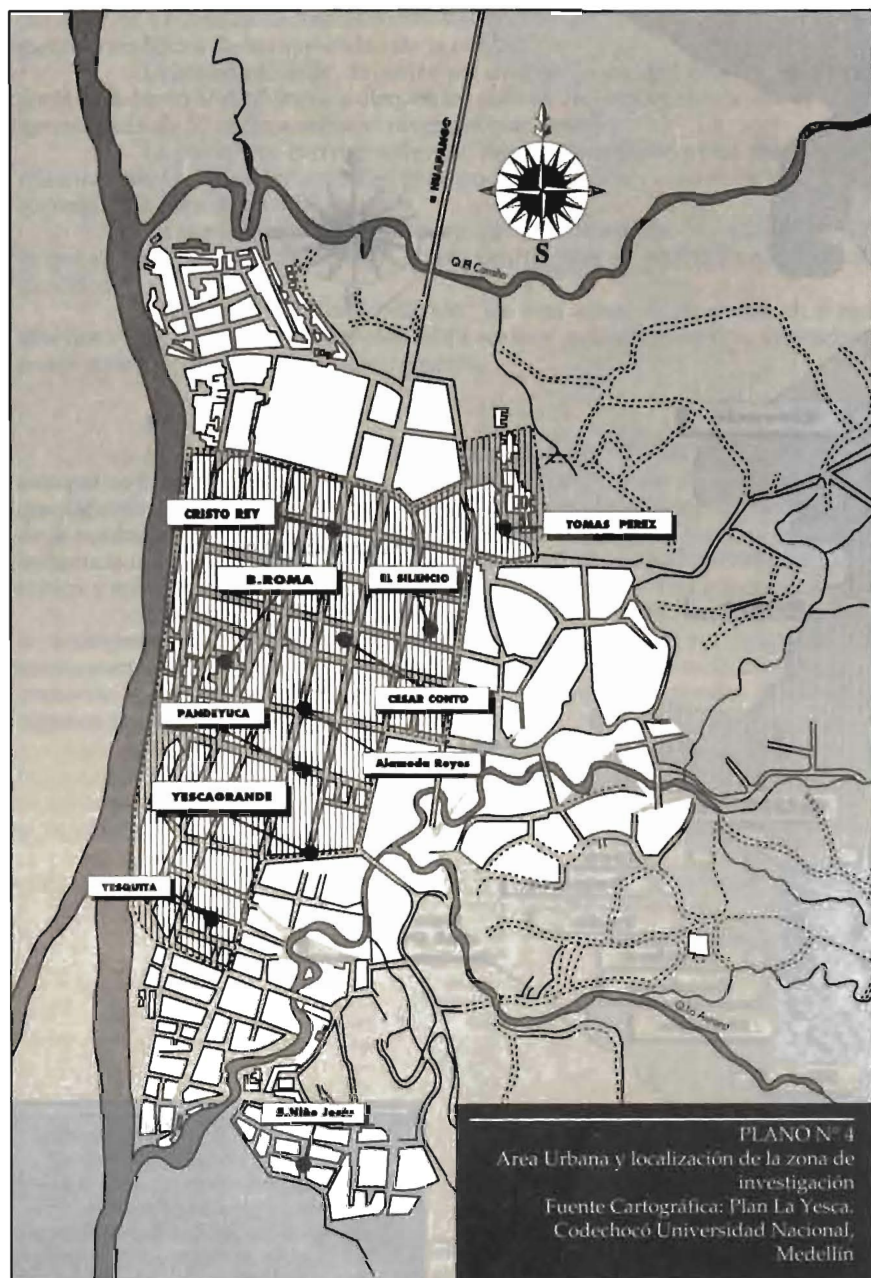 a HUAPANGO
S
Q. El Caraño
E
CRISTO REY
TOMAS PEREZ
B.ROMA
EL SILENCIO
PANDEYUCA
CESAR CONTO
Alameda Reyes
YESCAGRANDE
YESQUITA
Q. La Aurora
B.Niño Jesús
PLANO Nº 4
Area Urbana y localización de la zona de
investigación
Fuente Cartográfica: Plan La Yesca.
Codechocó Universidad Nacional,
Medellín